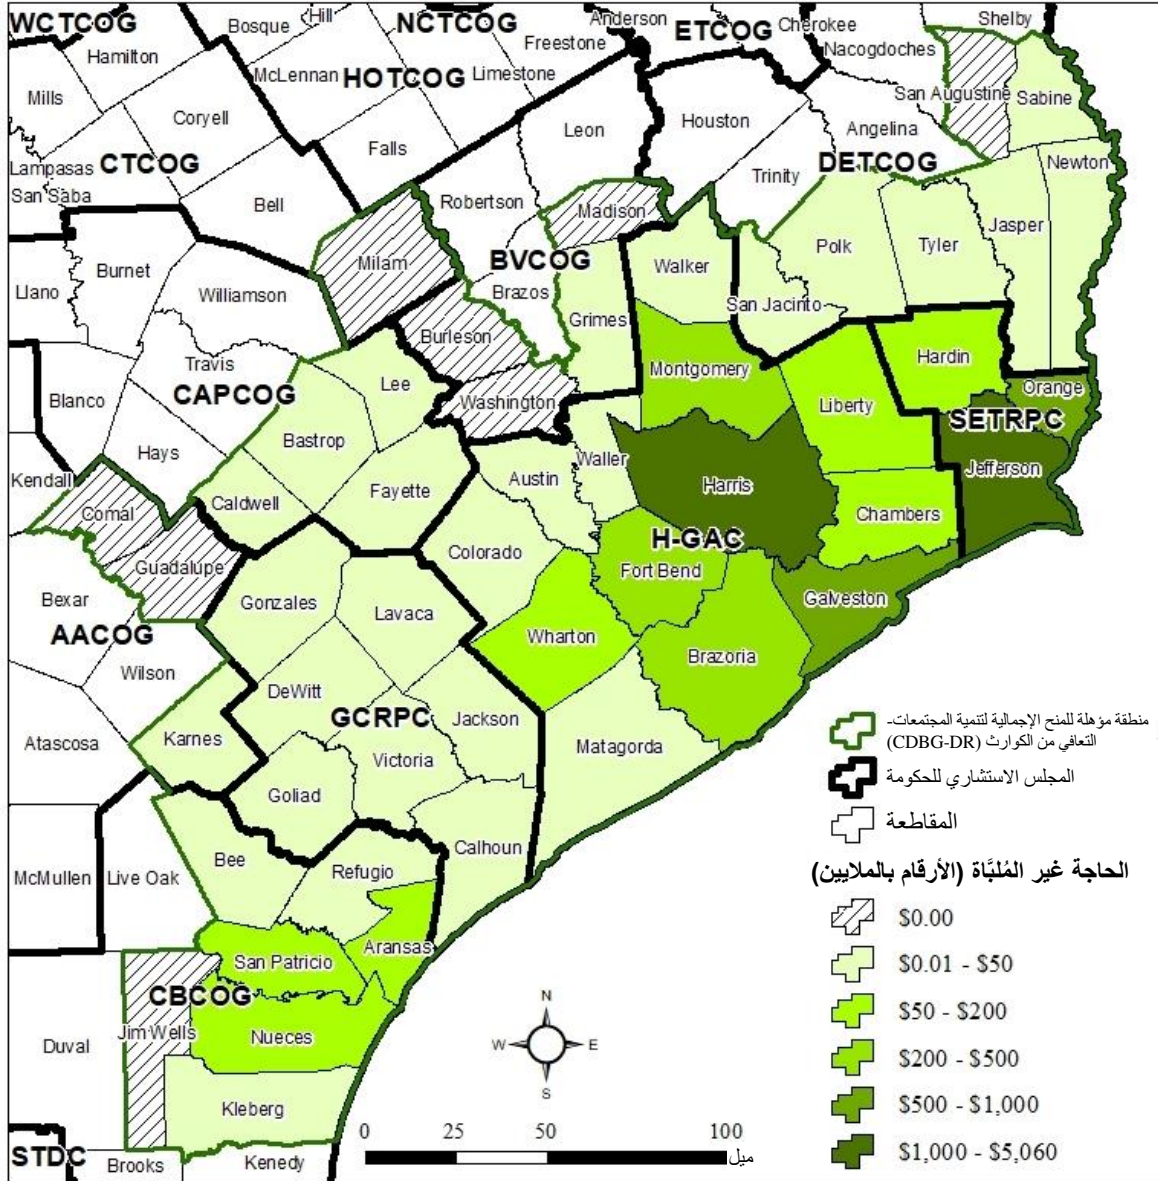 WCTCOG
Hamilton
Bosque
Hill
NCTCOG
Anderson
ETCOG
Cherokee
Shelby
Freestone
Nacogdoches
McLennan
HOTCOG
Limestone
Mills
San Augustine
Sabine
Coryell
Leon
Houston
Angelina
Falls
Lampasas
CTCOG
DETCOG
Newton
San Saba
Trinity
Bell
Robertson
Madison
Jasper
Polk
Tyler
Milam
BVCOG
Walker
Burnet
Llano
Williamson
Brazos
San Jacinto
Grimes
Burleson
Hardin
Travis
Montgomery
Lee
Orange
CAPCOG
Blanco
Washington
Liberty
SETRPC
Bastrop
Hays
Waller
Jefferson
Kendall
Austin
Harris
Fayette
Caldwell
Comal
Chambers
H-GAC
Colorado
Guadalupe
Fort Bend
Bexar
Gonzales
Lavaca
Galveston
AACOG
Wharton
Brazoria
Wilson
DeWitt
GCRPC
Jackson
Atascosa
Karnes
Victoria
Matagorda
Goliad
Calhoun
Bee
Refugio
McMullen
Live Oak
Aransas
San Patricio
CBCOG
Jim Wells
Nueces
Duval
Kleberg
STDC
Brooks
Kenedy
منطقة مؤهلة للمنح الإجمالية لتنمية المجتمعات-
التعافي من الكوارث (CDBG-DR)
المجلس الاستشاري للحكومة
المقاطعة
الحاجة غير المُلبَّاة (الأرقام بالملايين)
$0.00
$0.01 - $50
$50 - $200
$200 - $500
$500 - $1,000
$1,000 - $5,060
N
W
E
S
0
25
50
100
ميل